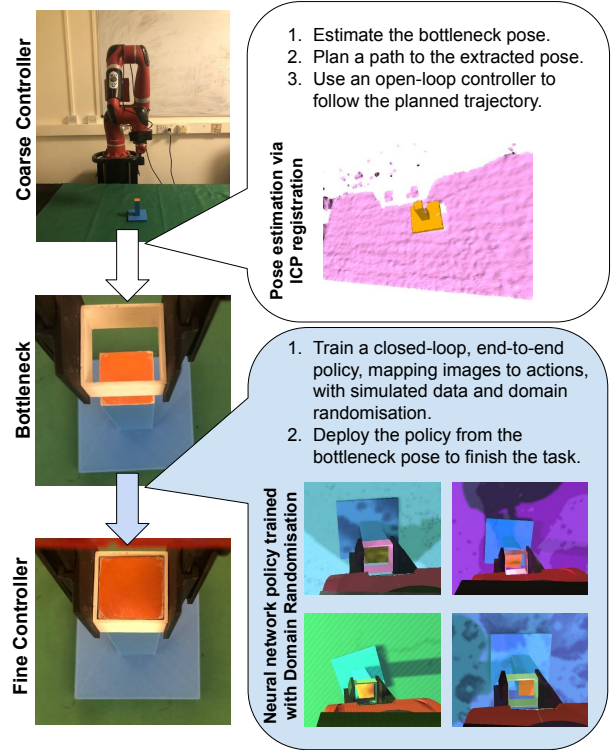 Coarse Controller
1. Estimate the bottleneck pose.
2. Plan a path to the extracted pose.
3. Use an open-loop controller to
follow the planned trajectory.
Pose estimation via
ICP registration
Bottleneck
1. Train a closed-loop, end-to-end
policy, mapping images to actions,
with simulated data and domain
randomisation.
2. Deploy the policy from the
bottleneck pose to finish the task.
Fine Controller
Neural network policy trained
with Domain Randomisation